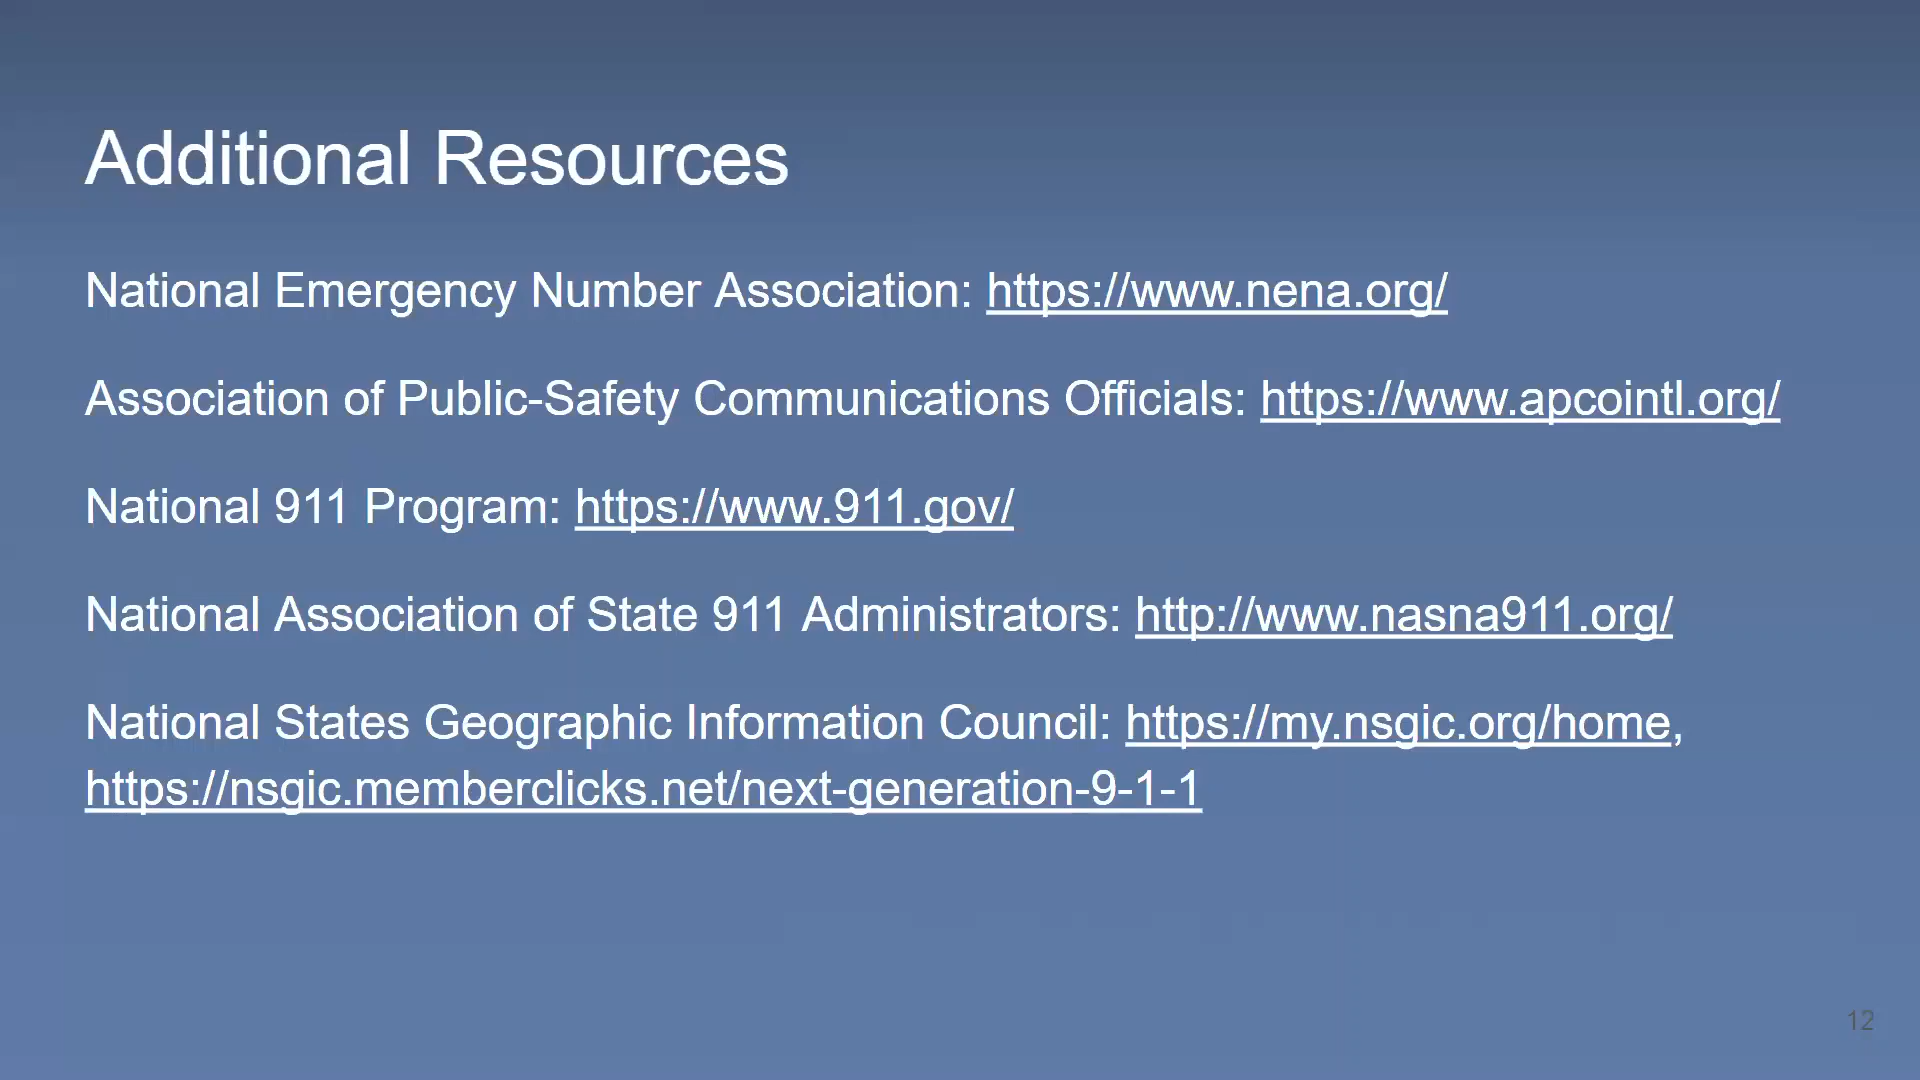 Additional Resources
National Emergency Number Association: https://www.nena.org/
Association of Public-Safety Communications Officials: https://www.apcointl.org/
National 911 Program: https://www.911.gov/
National Association of State 911 Administrators: http://www.nasna911.org/
National States Geographic Information Council: https://my.nsgic.org/home,
https://nsgic.memberclicks.net/next-generation-9-1-1
12